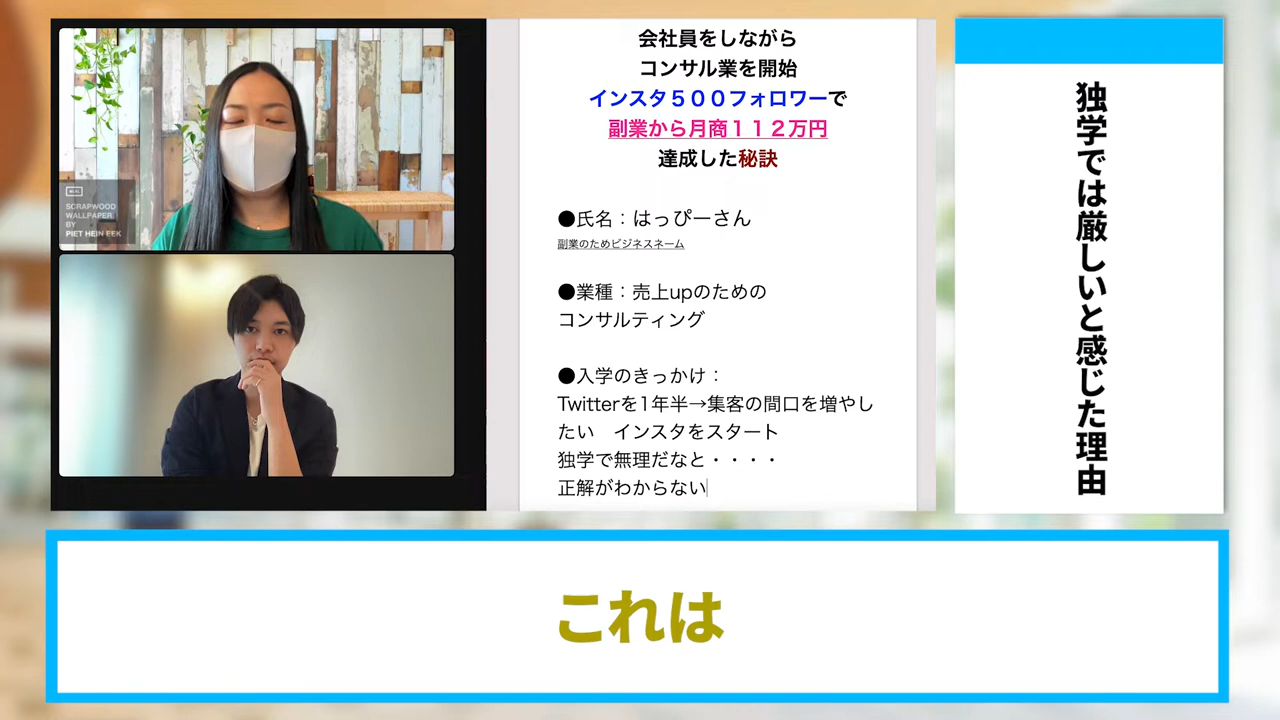 REAL
SCRAPWOOD
WALLPAPER
BY
PIET HEIN EEK
会社員をしながら
コンサル業を開始
インスタ５００フォロワーで
副業から月商１１２万円
達成した秘訣
●氏名：はっぴーさん
副業のためビジネスネーム
●業種：売上upのための
コンサルティング
●入学のきっかけ：
Twitterを1年半→集客の間口を増やし
たい　インスタをスタート
独学で無理だなと・・・・
正解がわからない
独学では厳しいと感じた理由
これは